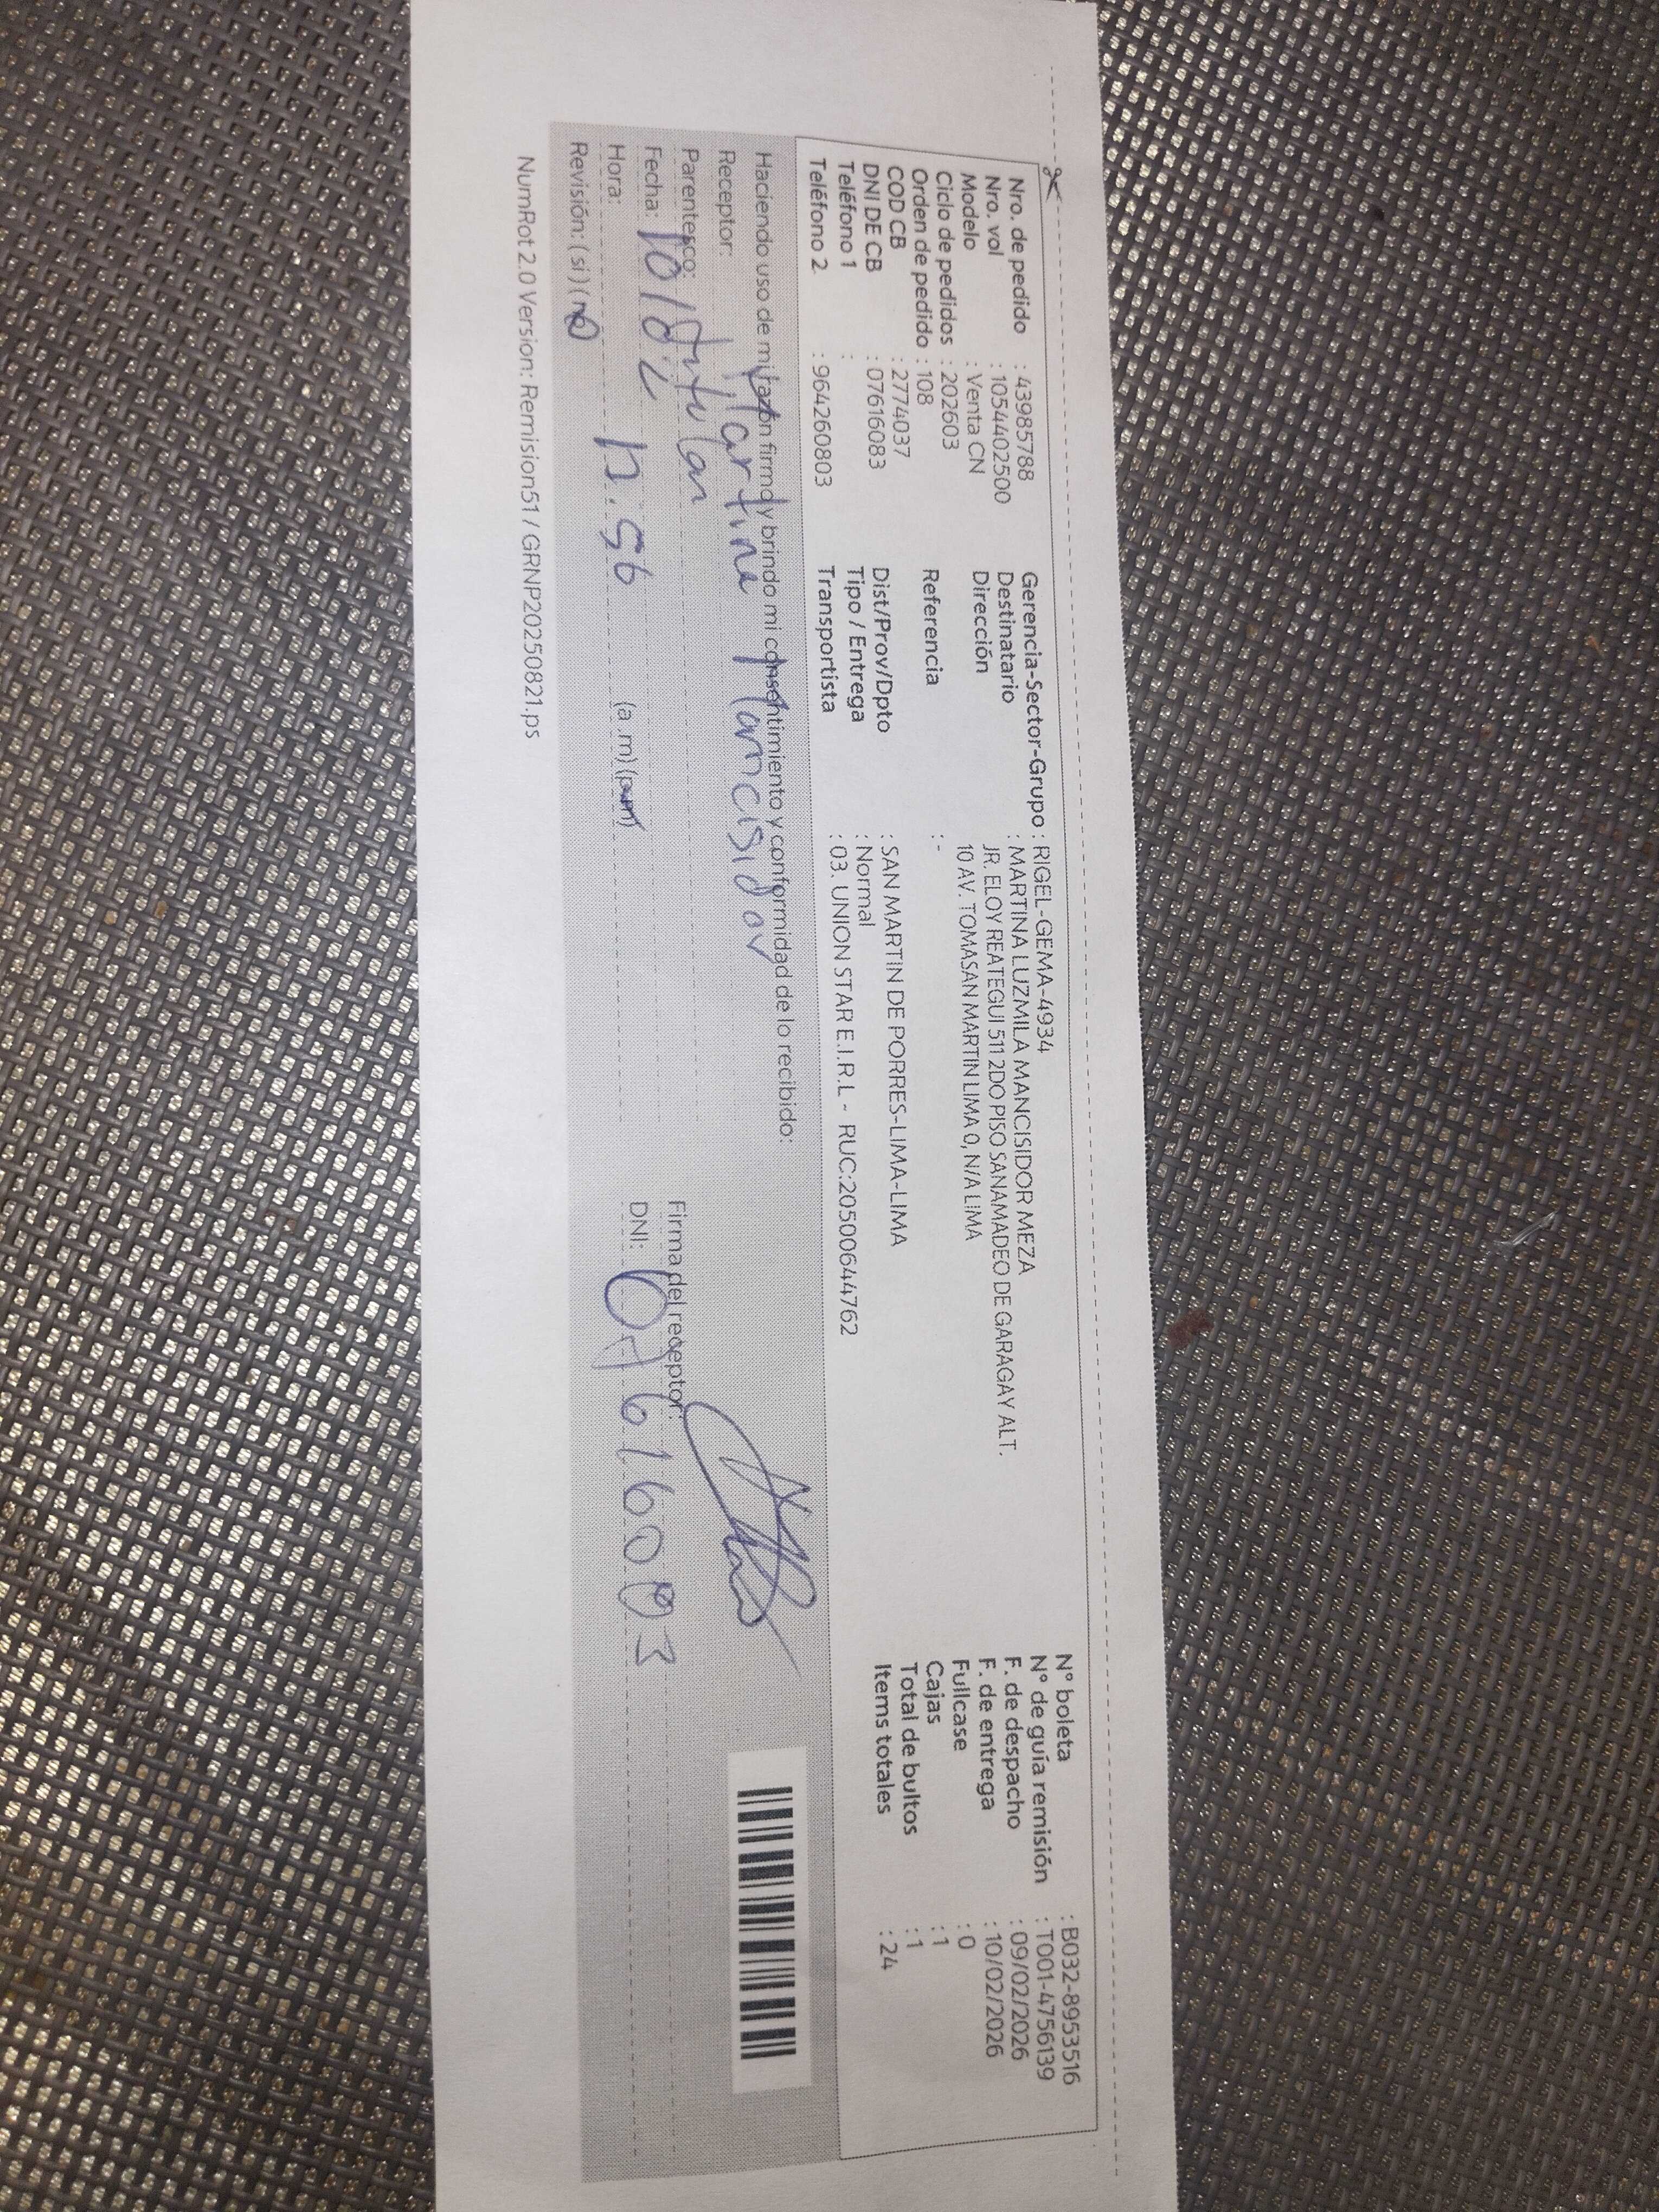 Nro. de pedido : 43985788
Nro. vol : 1054402500
Modelo : Venta CN
Ciclo de pedidos : 202603
Orden de pedido : 108
COD CB : 2774037
DNI DE CB : 07616083
Teléfono 1 :
Teléfono 2 : 964260803
Gerencia-Sector-Grupo : RIGEL-GEMA-4934
Destinatario : MARTINA LUZMILA MANCISIDOR MEZA
Dirección JR. ELOY REATEGUI 511 2DO PISO SANAMADEO DE GARAGAY ALT.
10 AV. TOMASAN MARTIN LIMA 0, N/A LIMA
Referencia : -
Dist/Prov/Dpto : SAN MARTIN DE PORRES-LIMA-LIMA
Tipo / Entrega : Normal
Transportista : 03. UNION STAR E.I.R.L - RUC:20500644762
N° boleta : B032-8953516
N° de guía remisión : T001-4756139
F. de despacho : 09/02/2026
F. de entrega : 10/02/2026
Fullcase : 0
Cajas : 1
Total de bultos : 1
Items totales : 24
Haciendo uso de mi razón firmo y brindo mi consentimiento y conformidad de lo recibido:
Receptor: Martina Mancisidor
Parentesco: titular
Fecha: 10/02
Hora: (a.m) (p.m)
Revisión: ( si ) ( no
Firma del receptor:
DNI: 07616083
NumRot 2.0 Version: Remision51 / GRNP20250821.ps